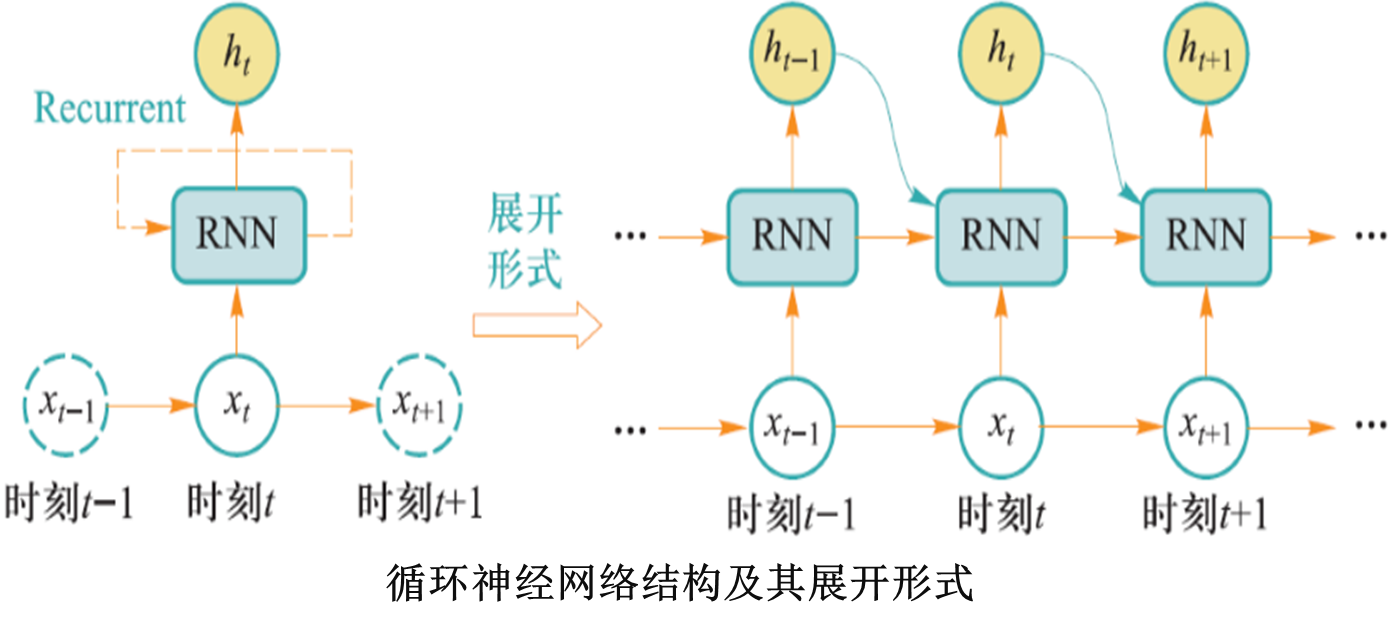 h_t
Recurrent
RNN
x_{t-1}
x_t
x_{t+1}
时刻t−1
时刻t
时刻t+1
展开
形式
h_{t-1}
h_t
h_{t+1}
...
RNN
RNN
RNN
...
...
x_{t-1}
x_t
x_{t+1}
...
时刻t−1
时刻t
时刻t+1
循环神经网络结构及其展开形式